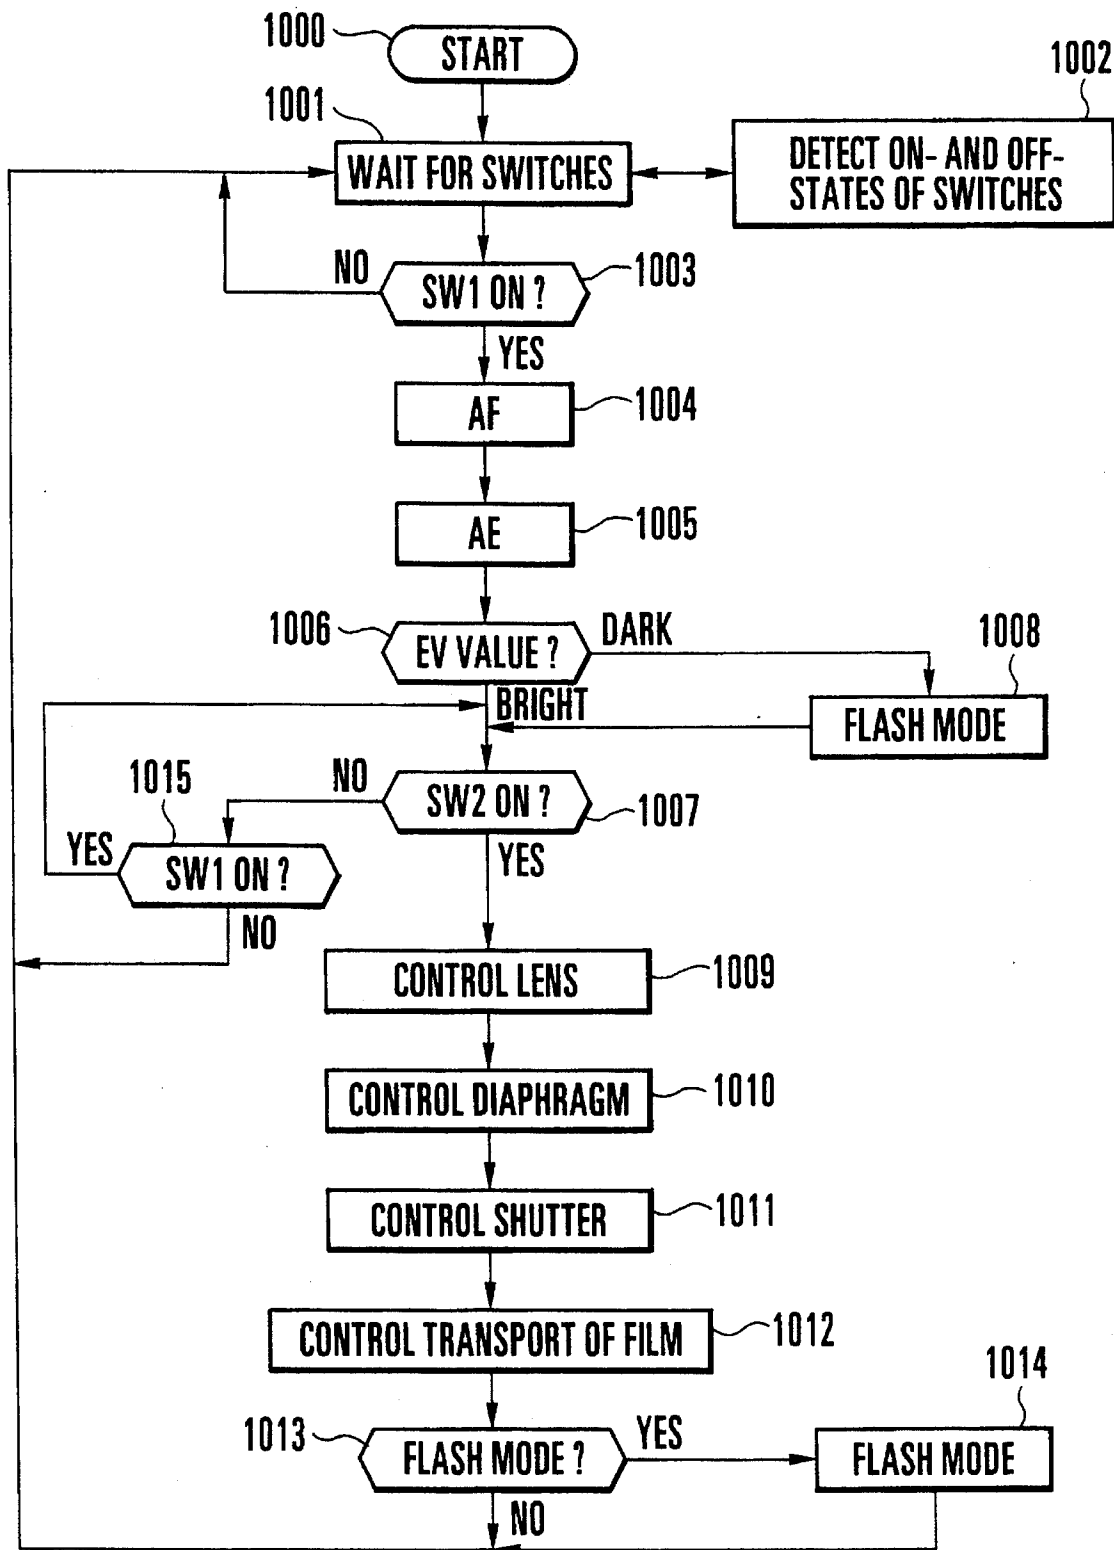 1000
START
1001
WAIT FOR SWITCHES
1002
DETECT ON- AND OFF-
STATES OF SWITCHES
NO
SW1 ON ?
1003
YES
AF
1004
AE
1005
1006
EV VALUE ?
DARK
1008
BRIGHT
FLASH MODE
1015
NO
SW2 ON ?
1007
YES
SW1 ON ?
YES
NO
CONTROL LENS
1009
CONTROL DIAPHRAGM
1010
CONTROL SHUTTER
1011
CONTROL TRANSPORT OF FILM
1012
1013
FLASH MODE ?
YES
1014
FLASH MODE
NO